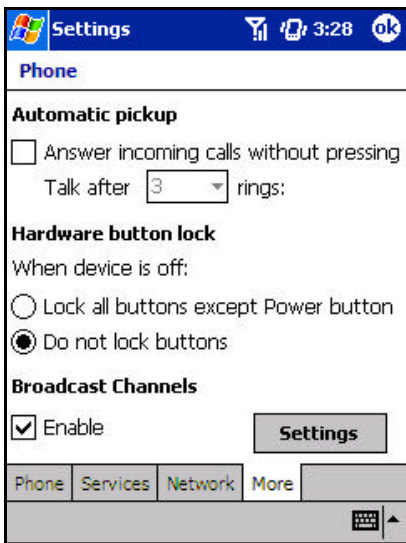 Settings 3:28 ok
Phone
Automatic pickup
Answer incoming calls without pressing
Talk after 3 rings:
Hardware button lock
When device is off:
Lock all buttons except Power button
Do not lock buttons
Broadcast Channels
Enable Settings
Phone Services Network More